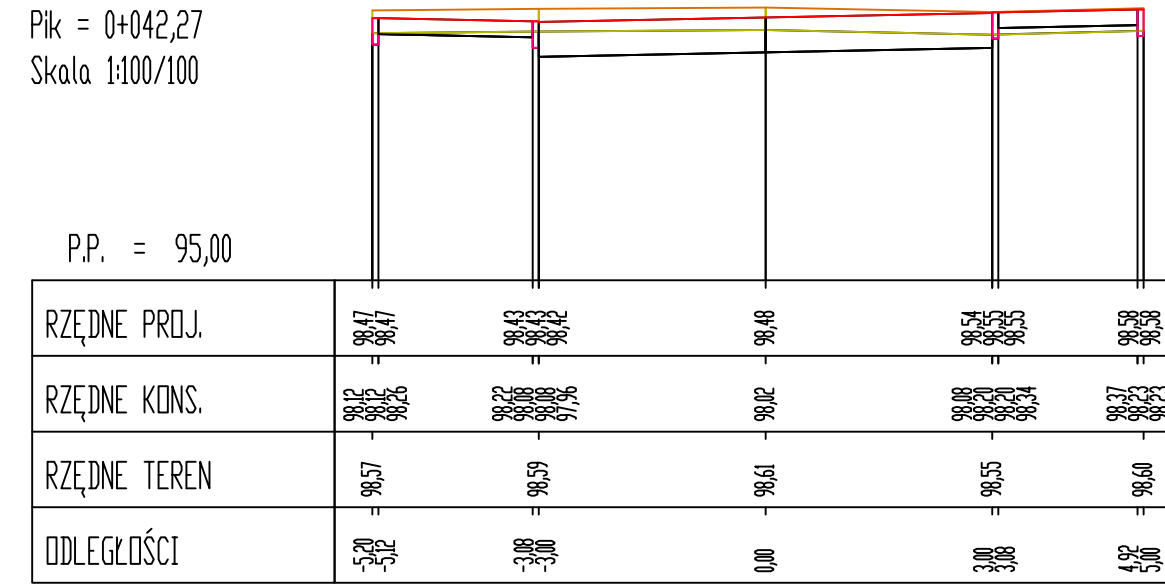 Pik = 0+042,27
Skala 1:100/100
P.P. = 95,00
RZĘDNE PROJ. 98,47 98,47 98,43 98,43 98,42 98,48 98,54 98,55 98,55 98,58 98,58
RZĘDNE KONS. 98,12 98,12 98,26 98,22 98,08 98,08 97,96 98,02 98,08 98,20 98,20 98,34 98,37 98,23 98,23
RZĘDNE TEREN 98,57 98,59 98,61 98,55 98,60
ODLEGŁOŚCI -5,20 -5,12 -3,08 -3,00 0,00 3,00 3,08 4,92 5,00